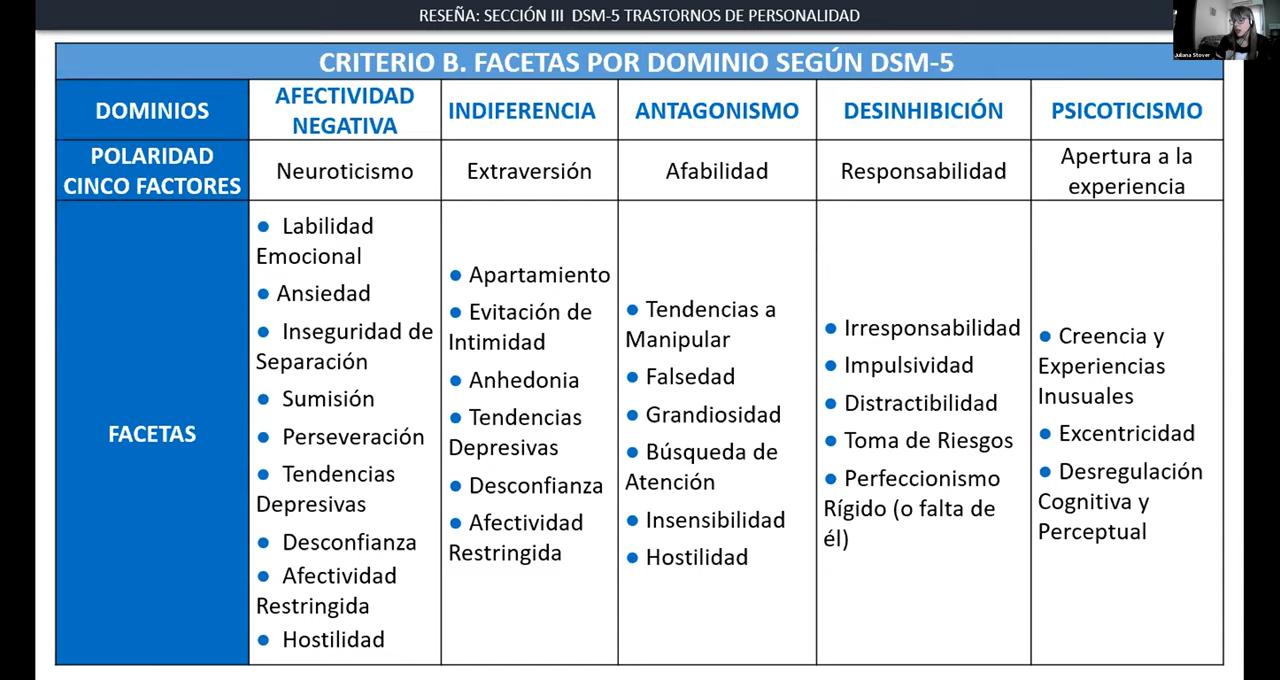 RESEÑA: SECCIÓN III DSM-5 TRASTORNOS DE PERSONALIDAD
Juliana Stover
CRITERIO B. FACETAS POR DOMINIO SEGÚN DSM-5
DOMINIOS
AFECTIVIDAD
NEGATIVA
INDIFERENCIA
ANTAGONISMO
DESINHIBICIÓN
PSICOTICISMO
POLARIDAD
CINCO FACTORES
Neuroticismo
Extraversión
Afabilidad
Responsabilidad
Apertura a la
experiencia
FACETAS
● Labilidad
Emocional
● Ansiedad
● Inseguridad de
Separación
● Sumisión
● Perseveración
● Tendencias
Depresivas
● Desconfianza
● Afectividad
Restringida
● Hostilidad
● Apartamiento
● Evitación de
Intimidad
● Anhedonia
● Tendencias
Depresivas
● Desconfianza
● Afectividad
Restringida
● Tendencias a
Manipular
● Falsedad
● Grandiosidad
● Búsqueda de
Atención
● Insensibilidad
● Hostilidad
● Irresponsabilidad
● Impulsividad
● Distractibilidad
● Toma de Riesgos
● Perfeccionismo
Rígido (o falta de
él)
● Creencia y
Experiencias
Inusuales
● Excentricidad
● Desregulación
Cognitiva y
Perceptual